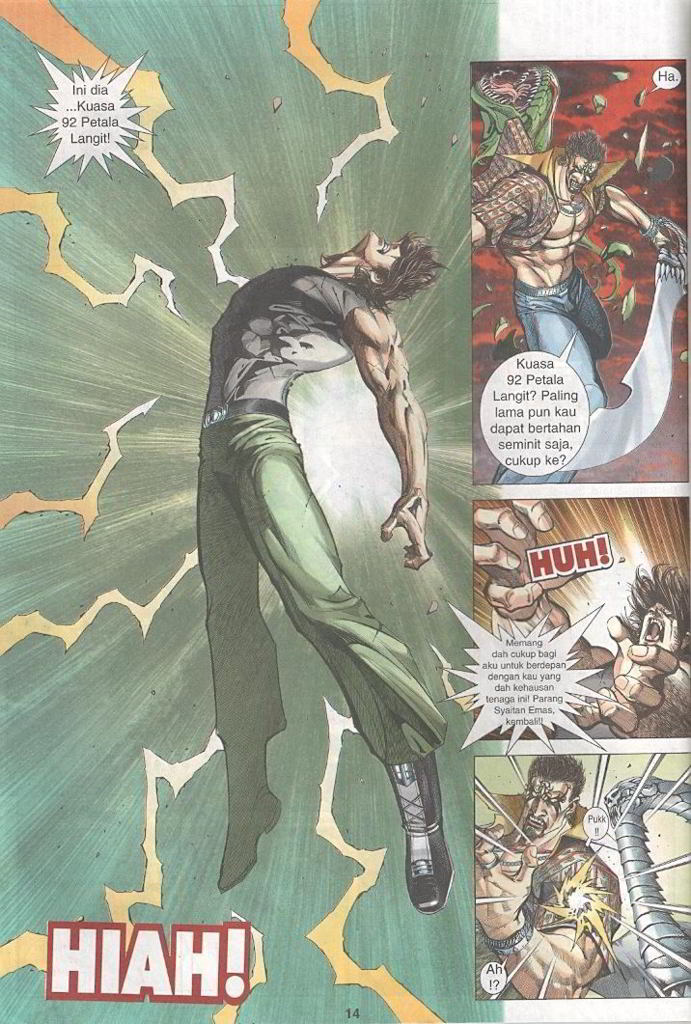 Ini dia
...Kuasa
92 Petala
Langit!
HIAH!
Ha.
Kuasa
92 Petala
Langit? Paling
lama pun kau
dapat bertahan
seminit saja,
cukup ke?
HUH!
Memang
dah cukup bagi
aku untuk berdepan
dengan kau yang
dah kehausan
tenaga ini! Parang
Syaitan Emas,
kembali!!
Pukk
!!
Ah
!?
14